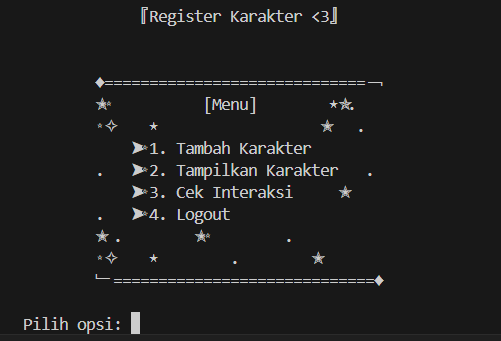 〖Register Karakter <3〗
♦=============================﹁
[Menu]
➤1. Tambah Karakter
➤2. Tampilkan Karakter
➤3. Cek Interaksi
➤4. Logout
﹂=============================♦
Pilih opsi: